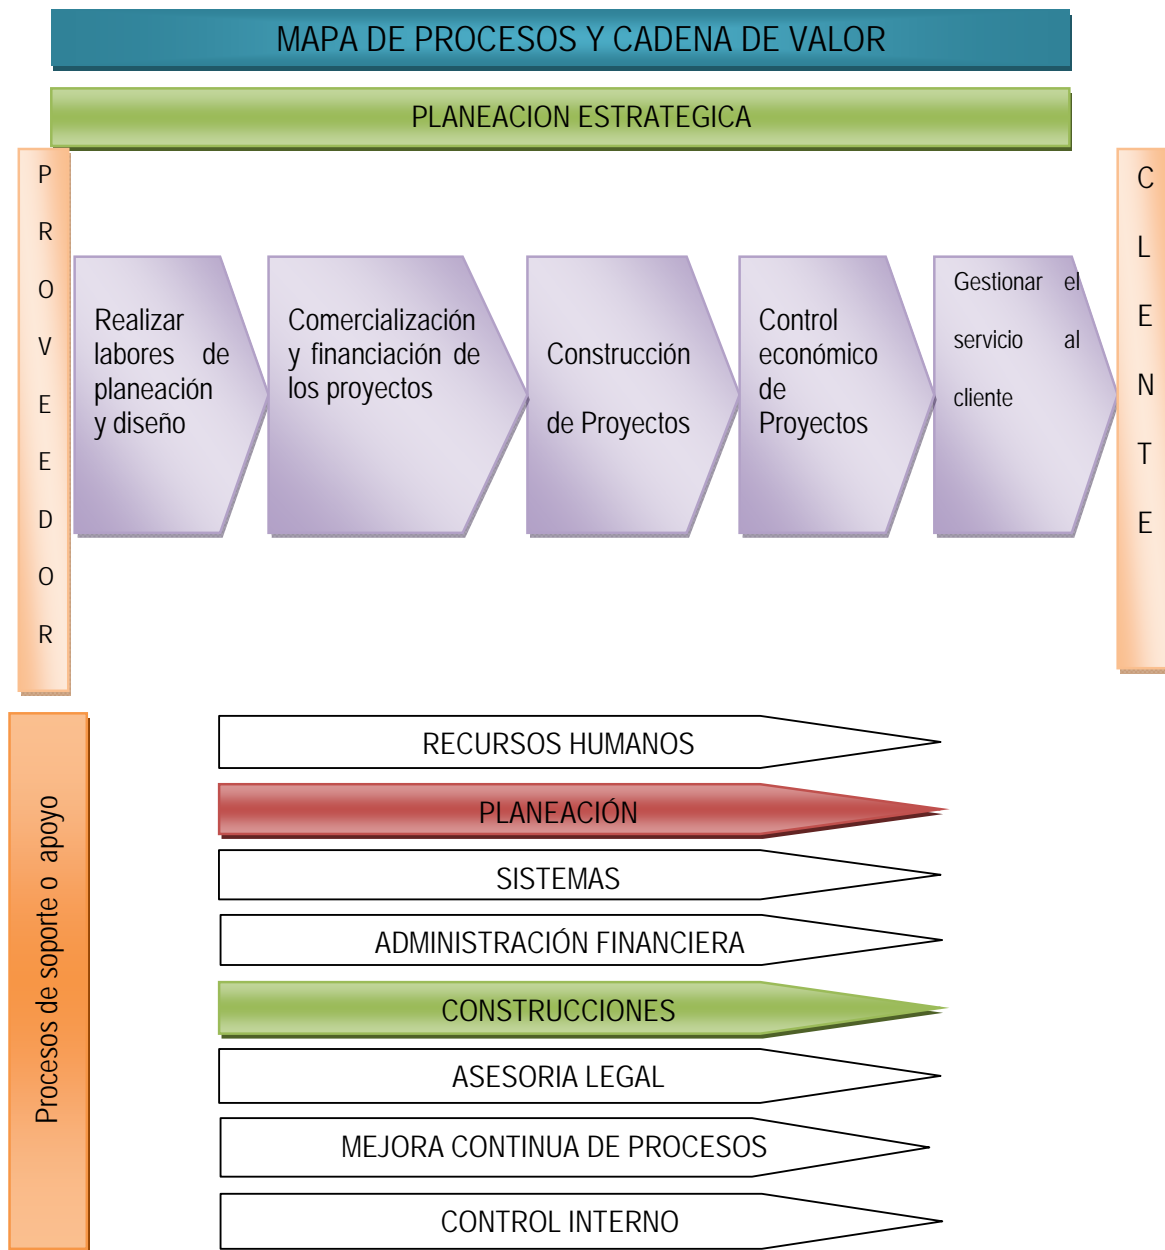 MAPA DE PROCESOS Y CADENA DE VALOR
PLANEACION ESTRATEGICA
P
R
O
V
E
E
D
O
R
Realizar
labores de
planeación
y diseño
Comercialización
y financiación de
los proyectos
Construcción
de Proyectos
Control
económico
de
Proyectos
Gestionar el
servicio al
cliente
C
L
E
N
T
E
Procesos de soporte o apoyo
RECURSOS HUMANOS
PLANEACIÓN
SISTEMAS
ADMINISTRACIÓN FINANCIERA
CONSTRUCCIONES
ASESORIA LEGAL
MEJORA CONTINUA DE PROCESOS
CONTROL INTERNO